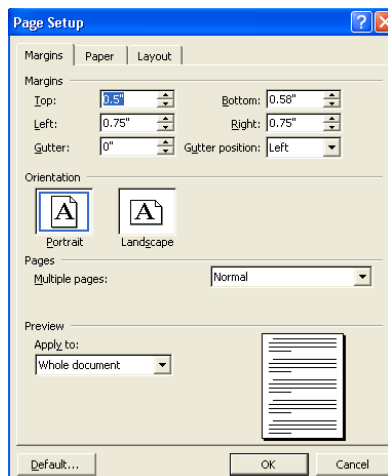 Page Setup
Margins Paper Layout
Margins
Top: 0.5" Bottom: 0.58"
Left: 0.75" Right: 0.75"
Gutter: 0" Gutter position: Left
Orientation
A A
Portrait Landscape
Pages
Multiple pages: Normal
Preview
Apply to:
Whole document
Default... OK Cancel